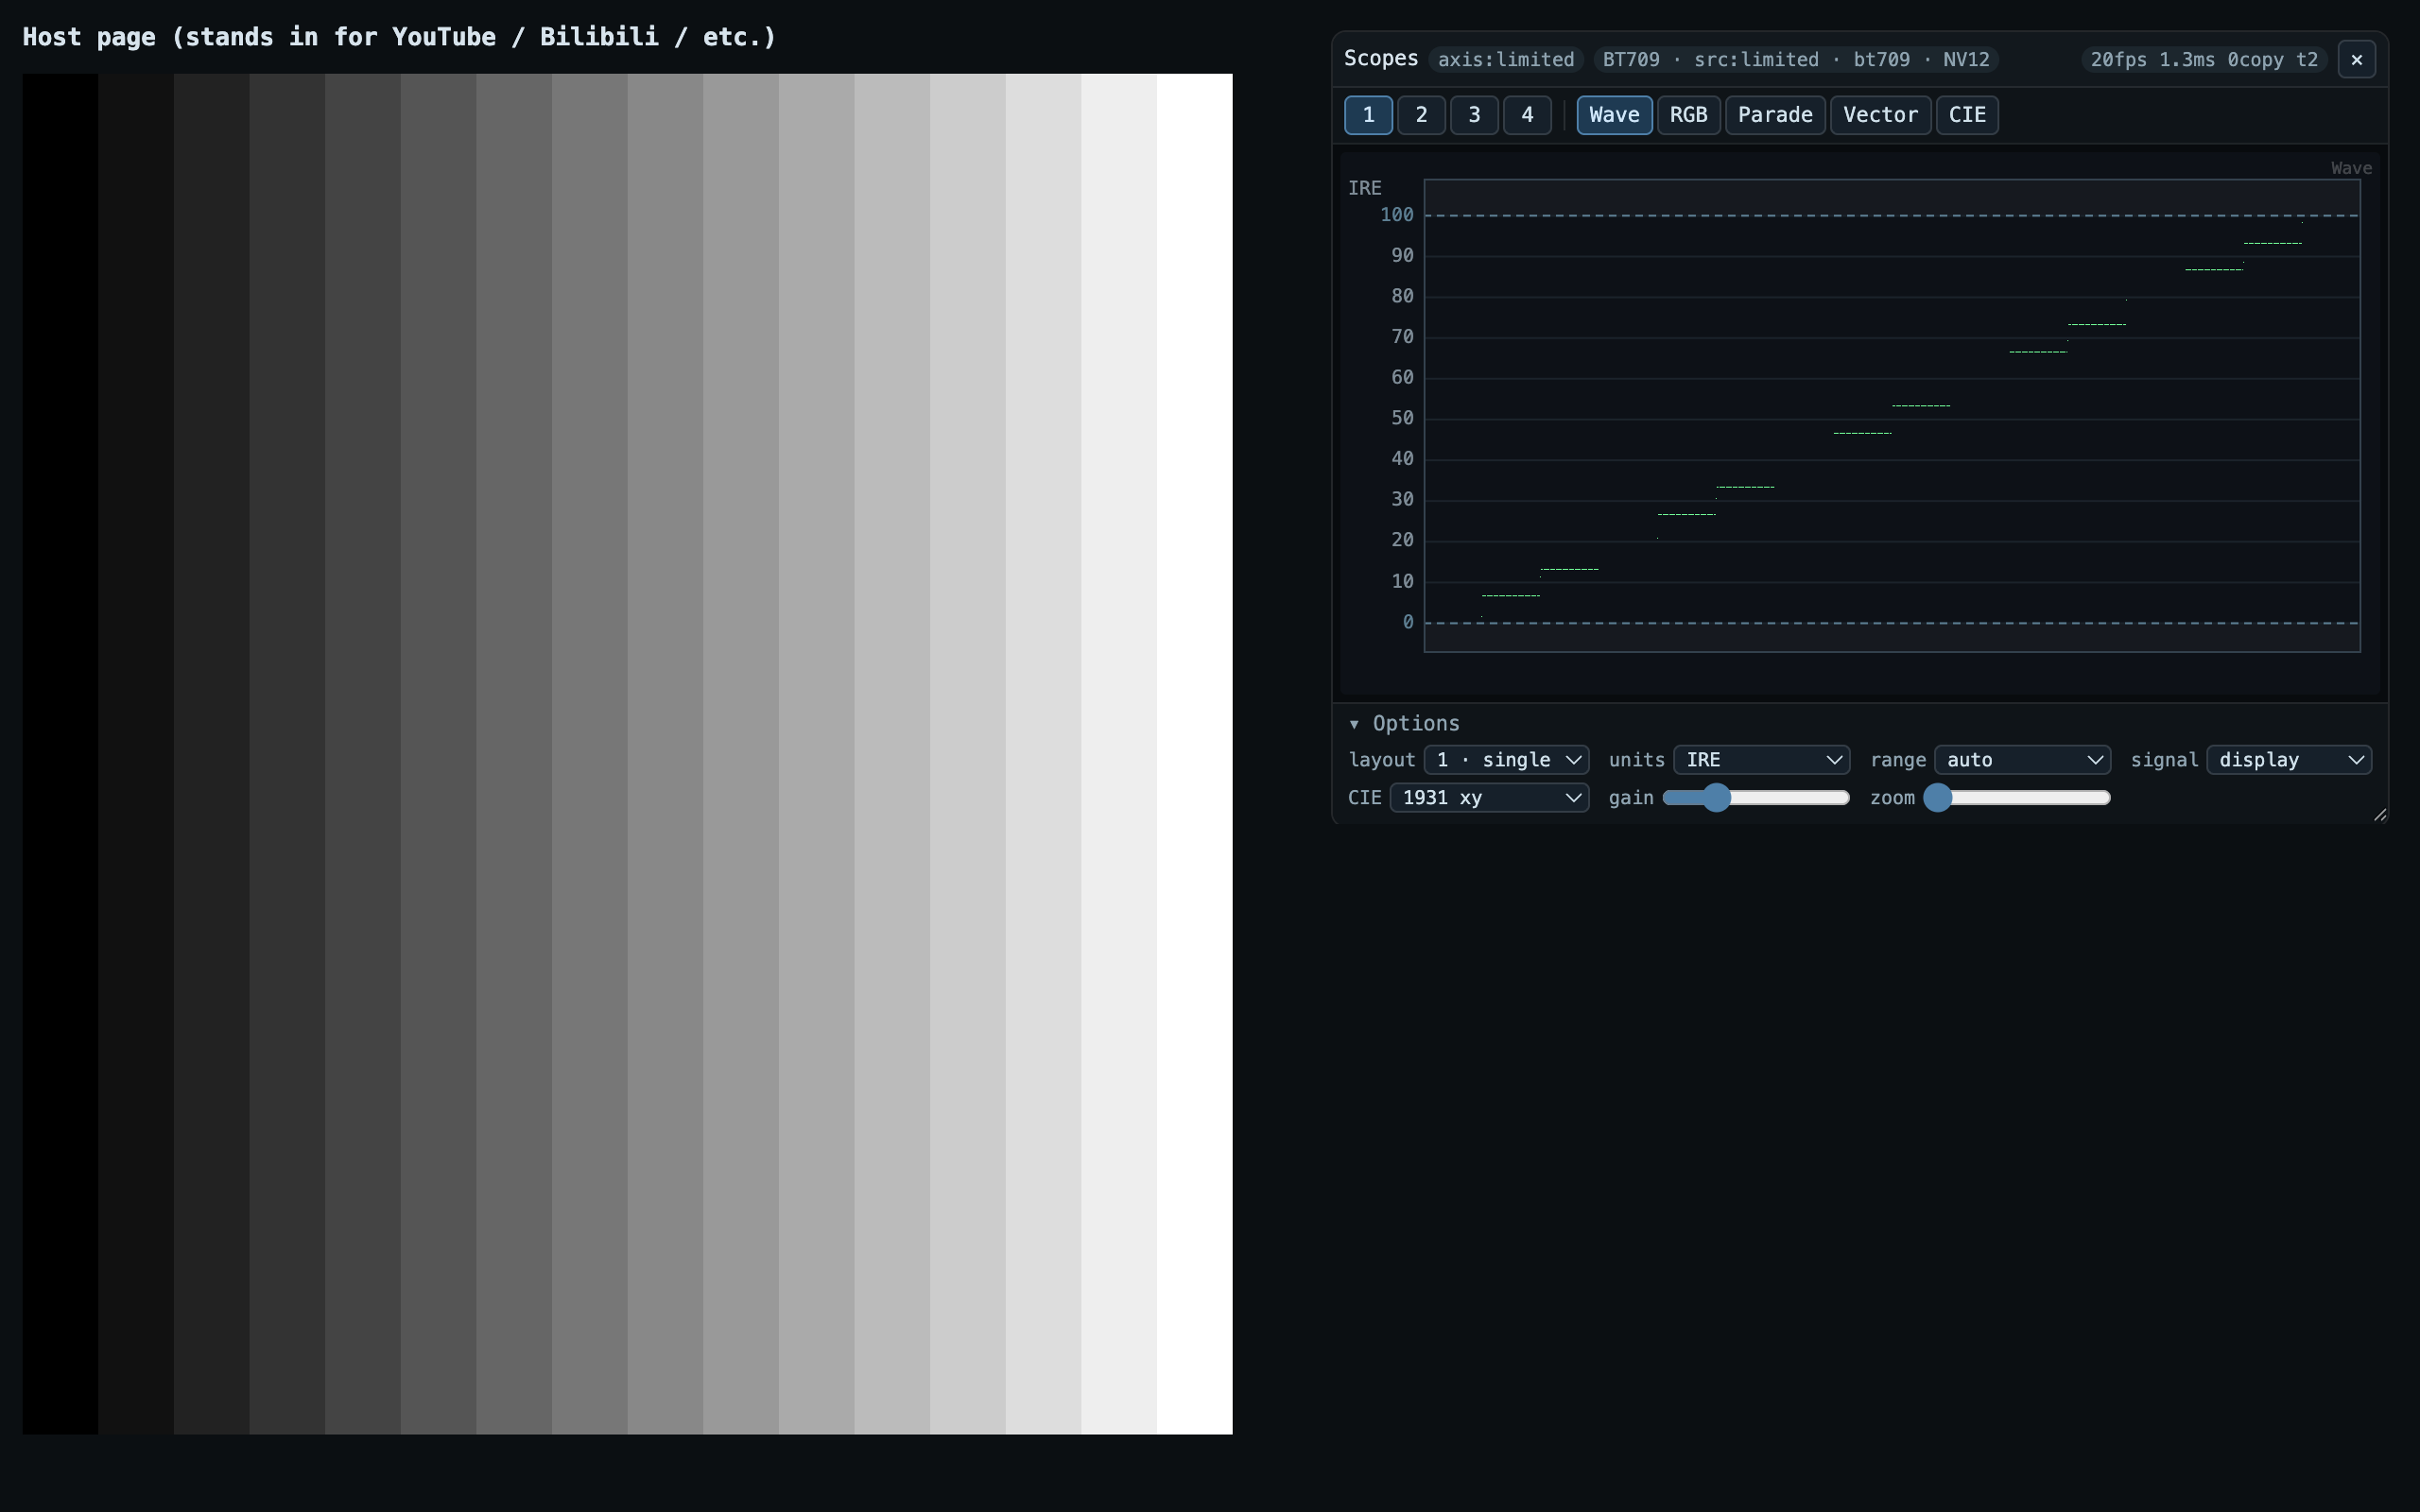 Host page (stands in for YouTube / Bilibili / etc.)
Scopes axis:limited BT709 · src:limited · bt709 · NV12 20fps 1.3ms 0copy t2 ×
1 2 3 4 Wave RGB Parade Vector CIE
Wave
IRE
100
90
80
70
60
50
40
30
20
10
0
▼ Options
layout 1 · single units IRE range auto signal display
CIE 1931 xy gain zoom